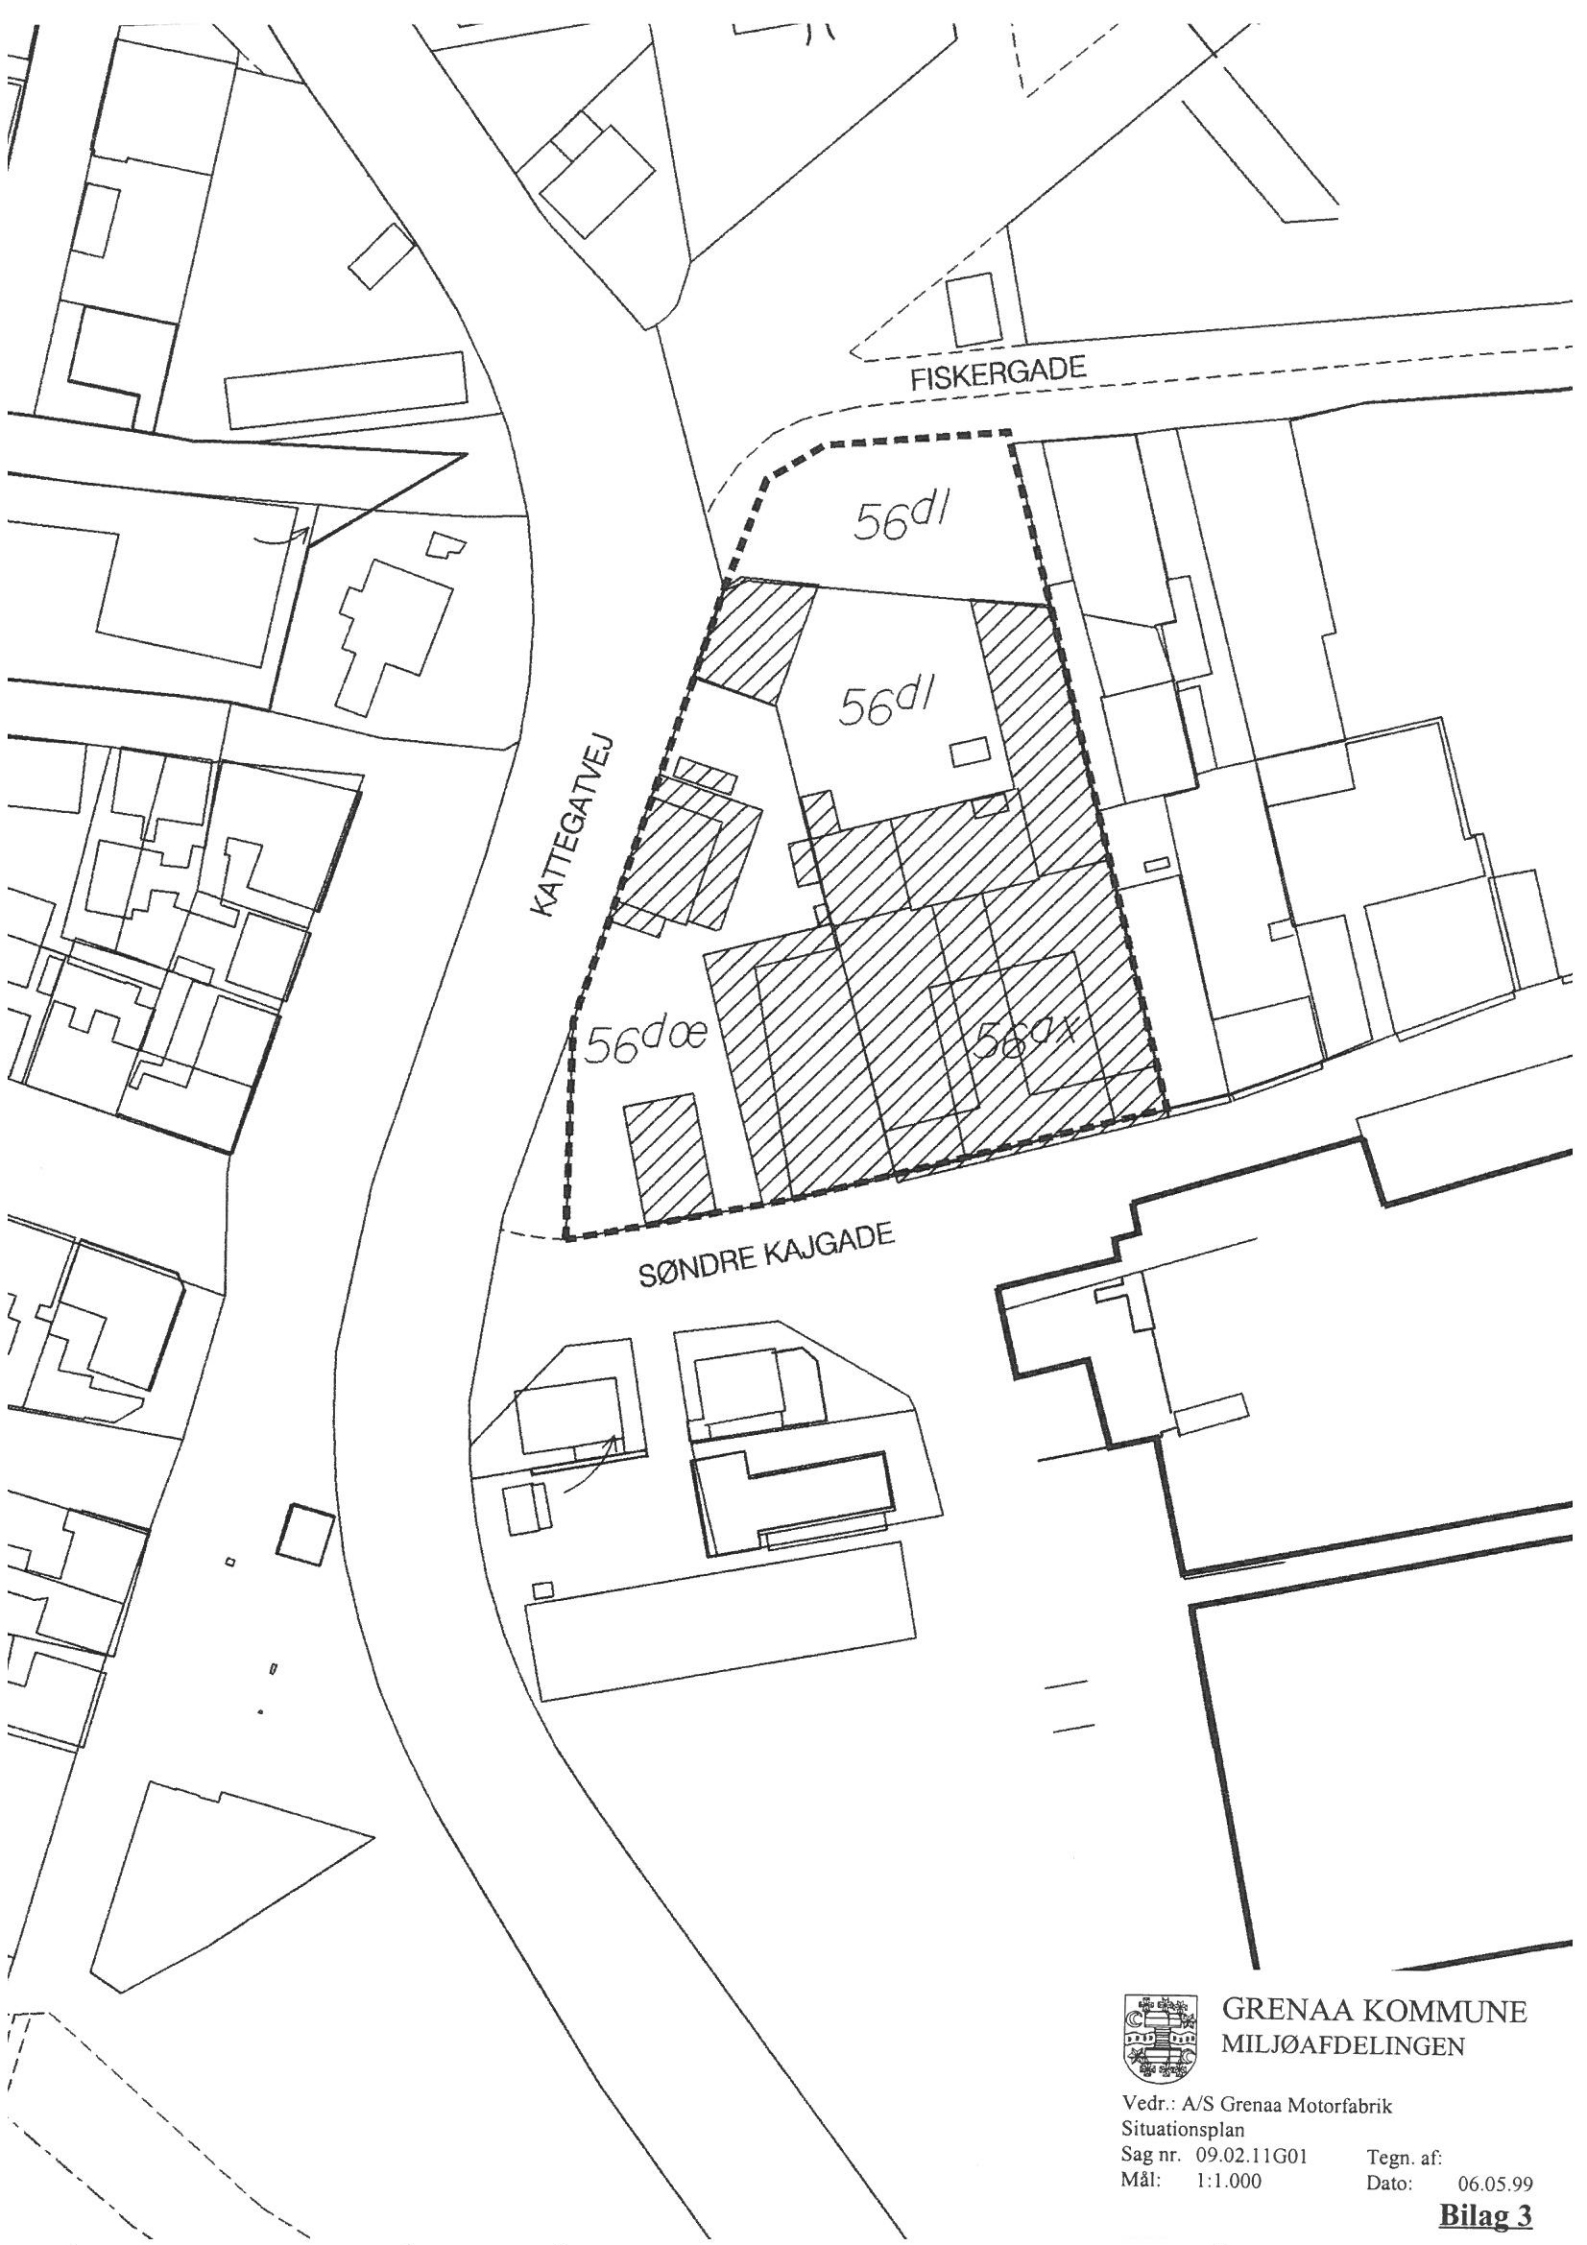 FISKERGADE
56dl
56dl
KATTEGATVEJ
56dæ
56ax
SØNDRE KAJGADE
GRENAA KOMMUNE
MILJØAFDELINGEN
Vedr.: A/S Grenaa Motorfabrik
Situationsplan
Sag nr. 09.02.11G01 Tegn. af:
Mål: 1:1.000 Dato: 06.05.99
Bilag 3